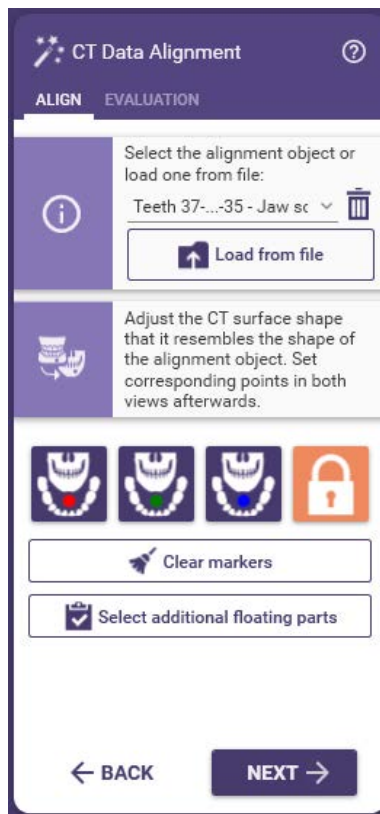 CT Data Alignment
ALIGN EVALUATION
Select the alignment object or
load one from file:
Teeth 37-...-35 - Jaw sc
Load from file
Adjust the CT surface shape
that it resembles the shape of
the alignment object. Set
corresponding points in both
views afterwards.
Clear markers
Select additional floating parts
BACK NEXT